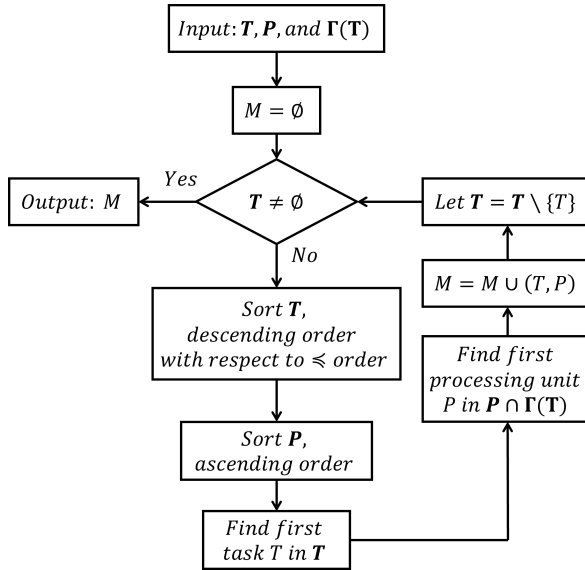 Input: T, P, and Γ(T)
M = ∅
Yes
Output: M
T ≠ ∅
Let T = T \ {T}
No
M = M ∪ (T, P)
Sort T,
descending order
with respect to ≼ order
Find first
processing unit
P in P ∩ Γ(T)
Sort P,
ascending order
Find first
task T in T